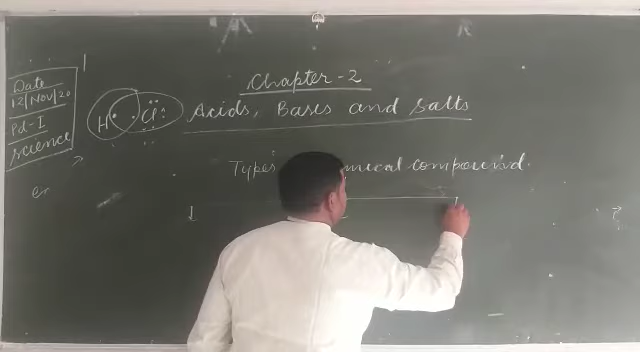 Date
12/Nov/20
Pd-I
Science
H Cl
Chapter-2
Acids, Bases and Salts
Types compound.